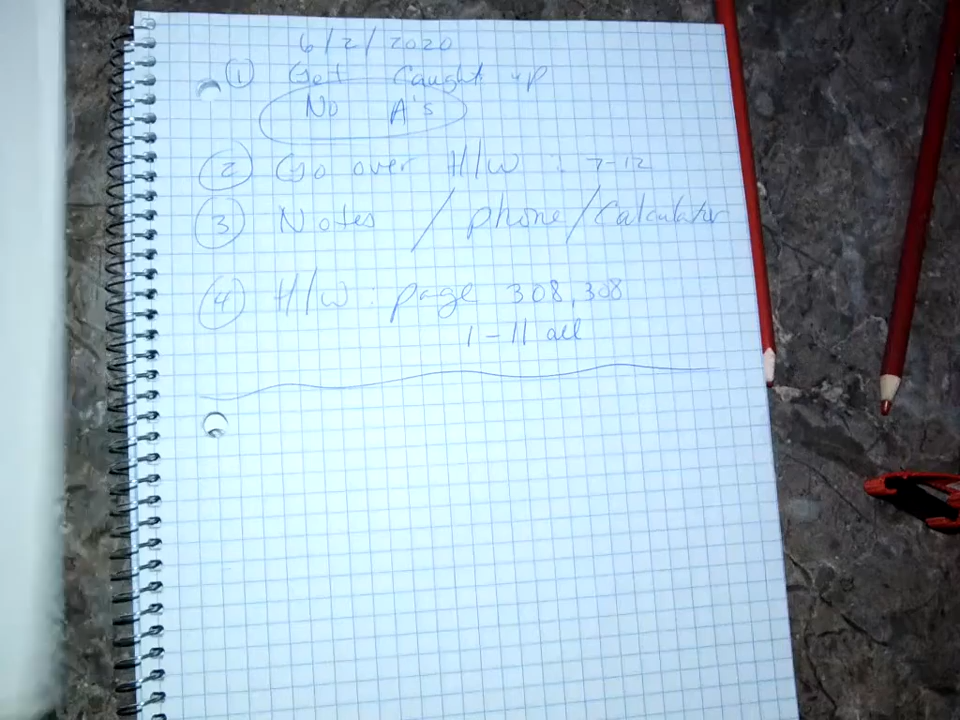 6/2/2020
① Get Caught up
No A's
② Go over H/W : 7-12
③ Notes / phone / Calculator
④ H/W : page 308, 308
1 - 11 all